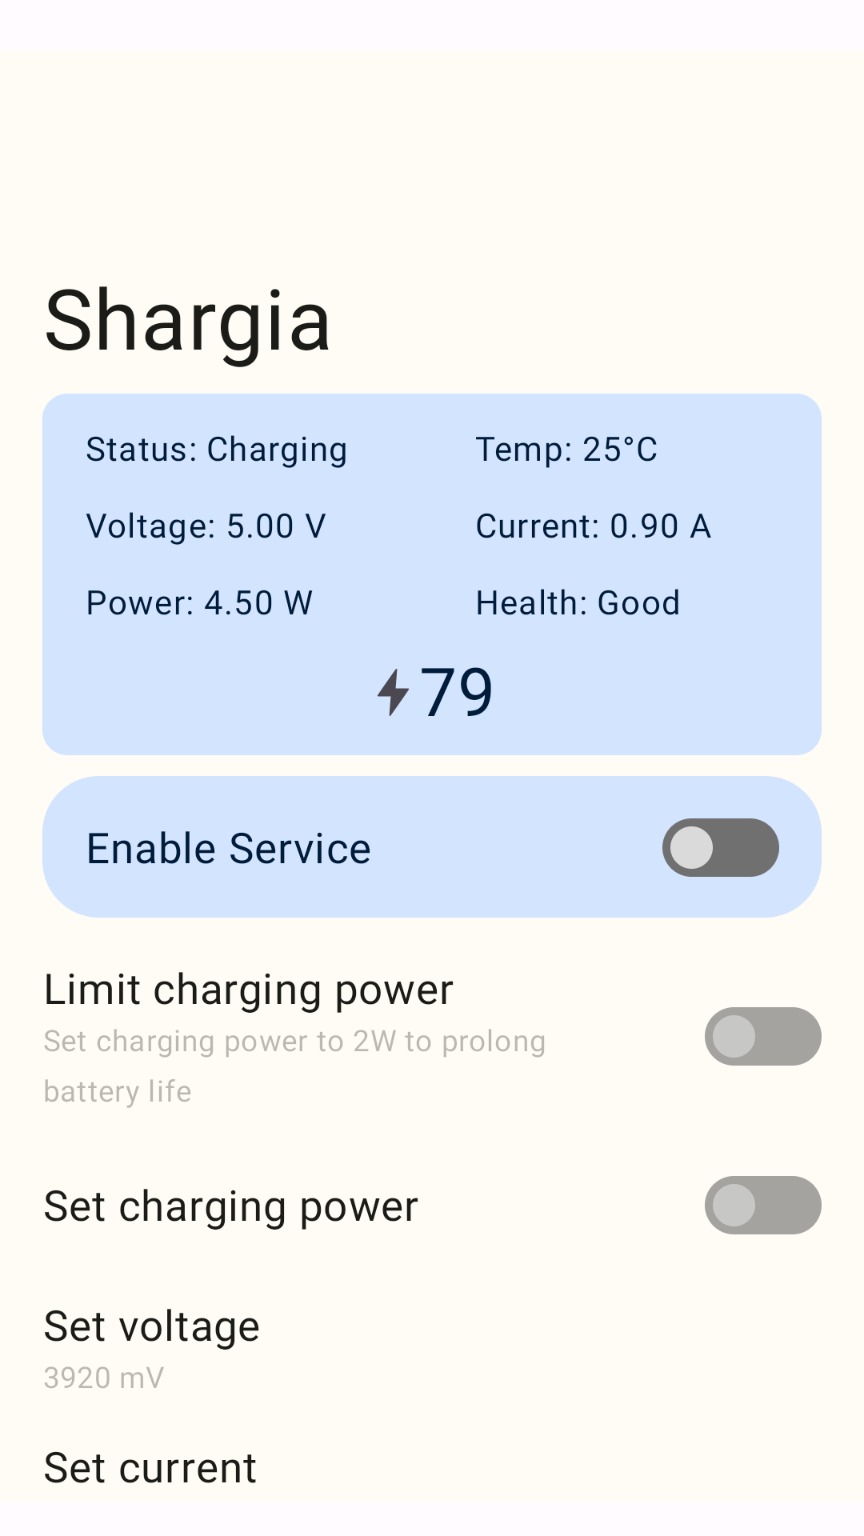 Shargia
Status: Charging
Temp: 25°C
Voltage: 5.00 V
Current: 0.90 A
Power: 4.50 W
Health: Good
79
Enable Service
Limit charging power
Set charging power to 2W to prolong
battery life
Set charging power
Set voltage
3920 mV
Set current